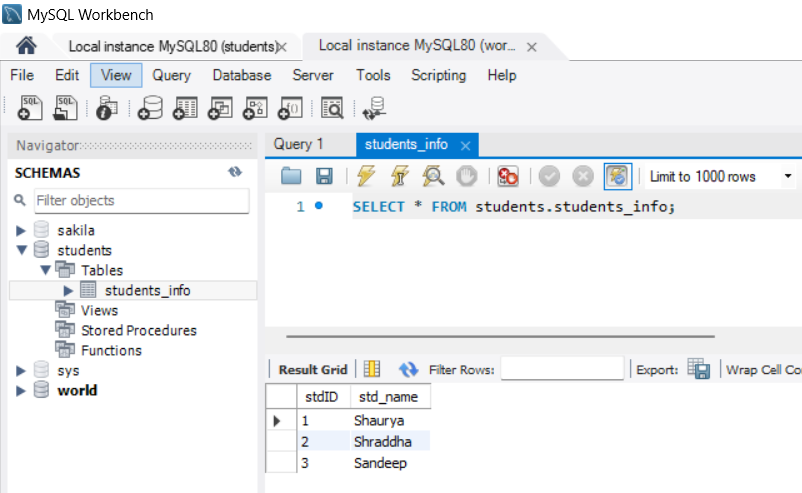 MySQL Workbench
Local instance MySQL80 (students) Local instance MySQL80 (wor...
File Edit View Query Database Server Tools Scripting Help
SQL SQL
Navigator Query 1 students_info
SCHEMAS Limit to 1000 rows
Filter objects
1 SELECT * FROM students.students_info;
sakila
students
Tables
students_info
Views
Stored Procedures
Functions
sys
world
Result Grid Filter Rows: Export: Wrap Cell Co
stdID std_name
1 Shaurya
2 Shraddha
3 Sandeep